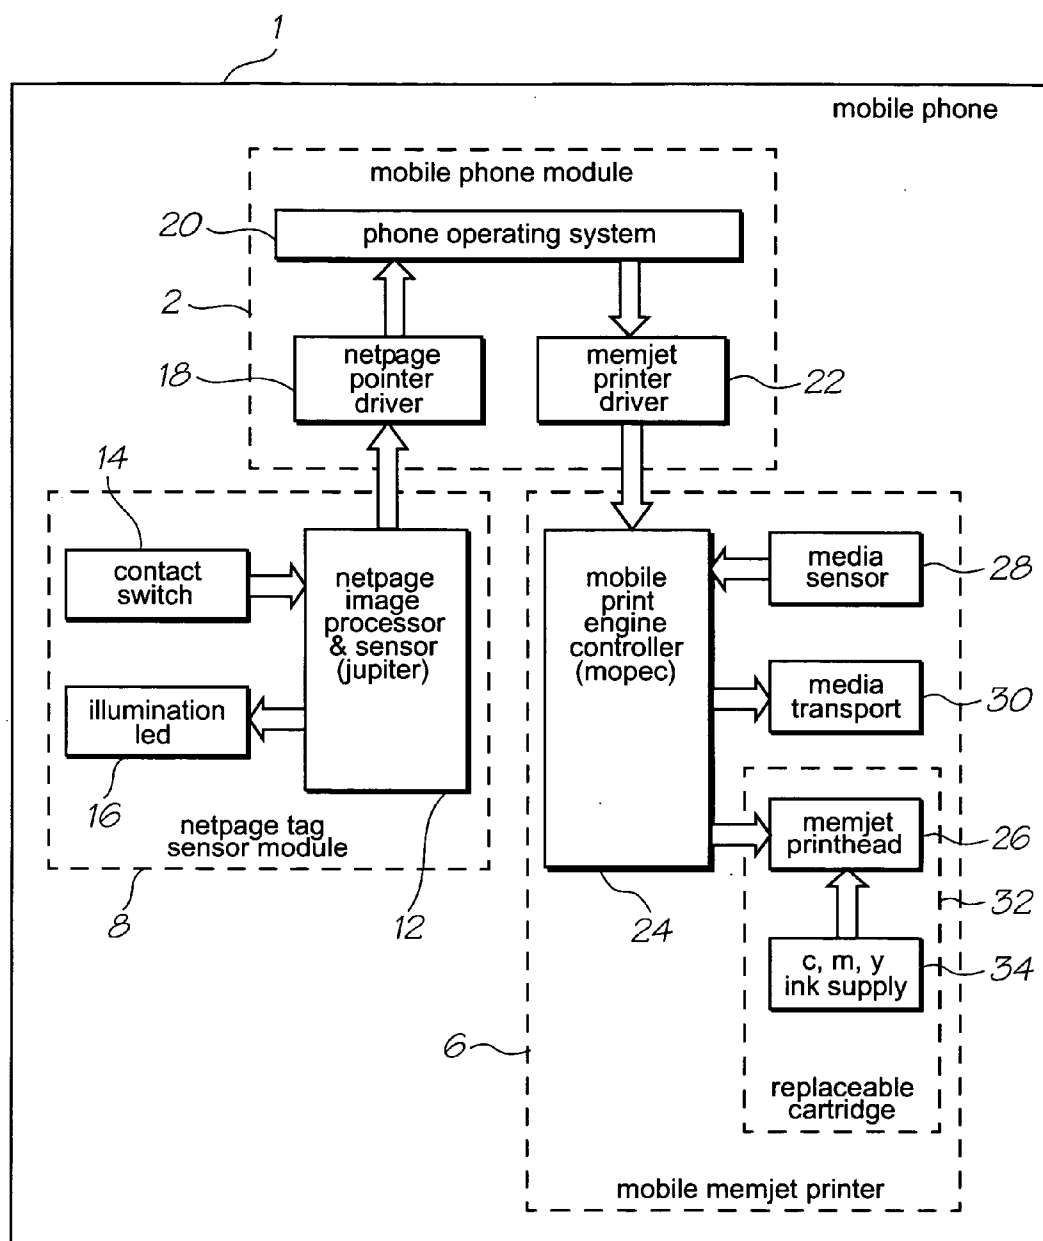 1
mobile phone
mobile phone module
20
phone operating system
2
18
netpage
pointer
driver
memjet
printer
driver
22
14
contact
switch
netpage
image
processor
& sensor
(jupiter)
illumination
led
16
netpage tag
sensor module
8
12
mobile
print
engine
controller
(mopec)
24
media
sensor
28
media
transport
30
memjet
printhead
26
32
c, m, y
ink supply
34
replaceable
cartridge
6
mobile memjet printer